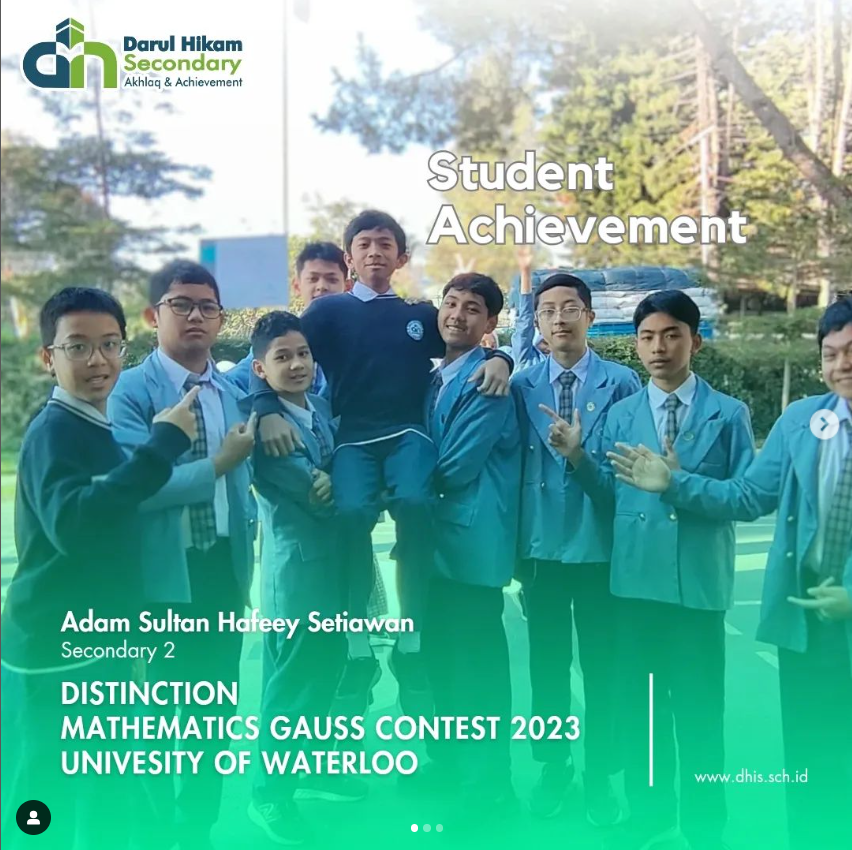 Darul Hikam
Secondary
Akhlaq & Achievement
Student
Achievement
Adam Sultan Hafeey Setiawan
Secondary 2
DISTINCTION
MATHEMATICS GAUSS CONTEST 2023
UNIVESITY OF WATERLOO
www.dhis.sch.id